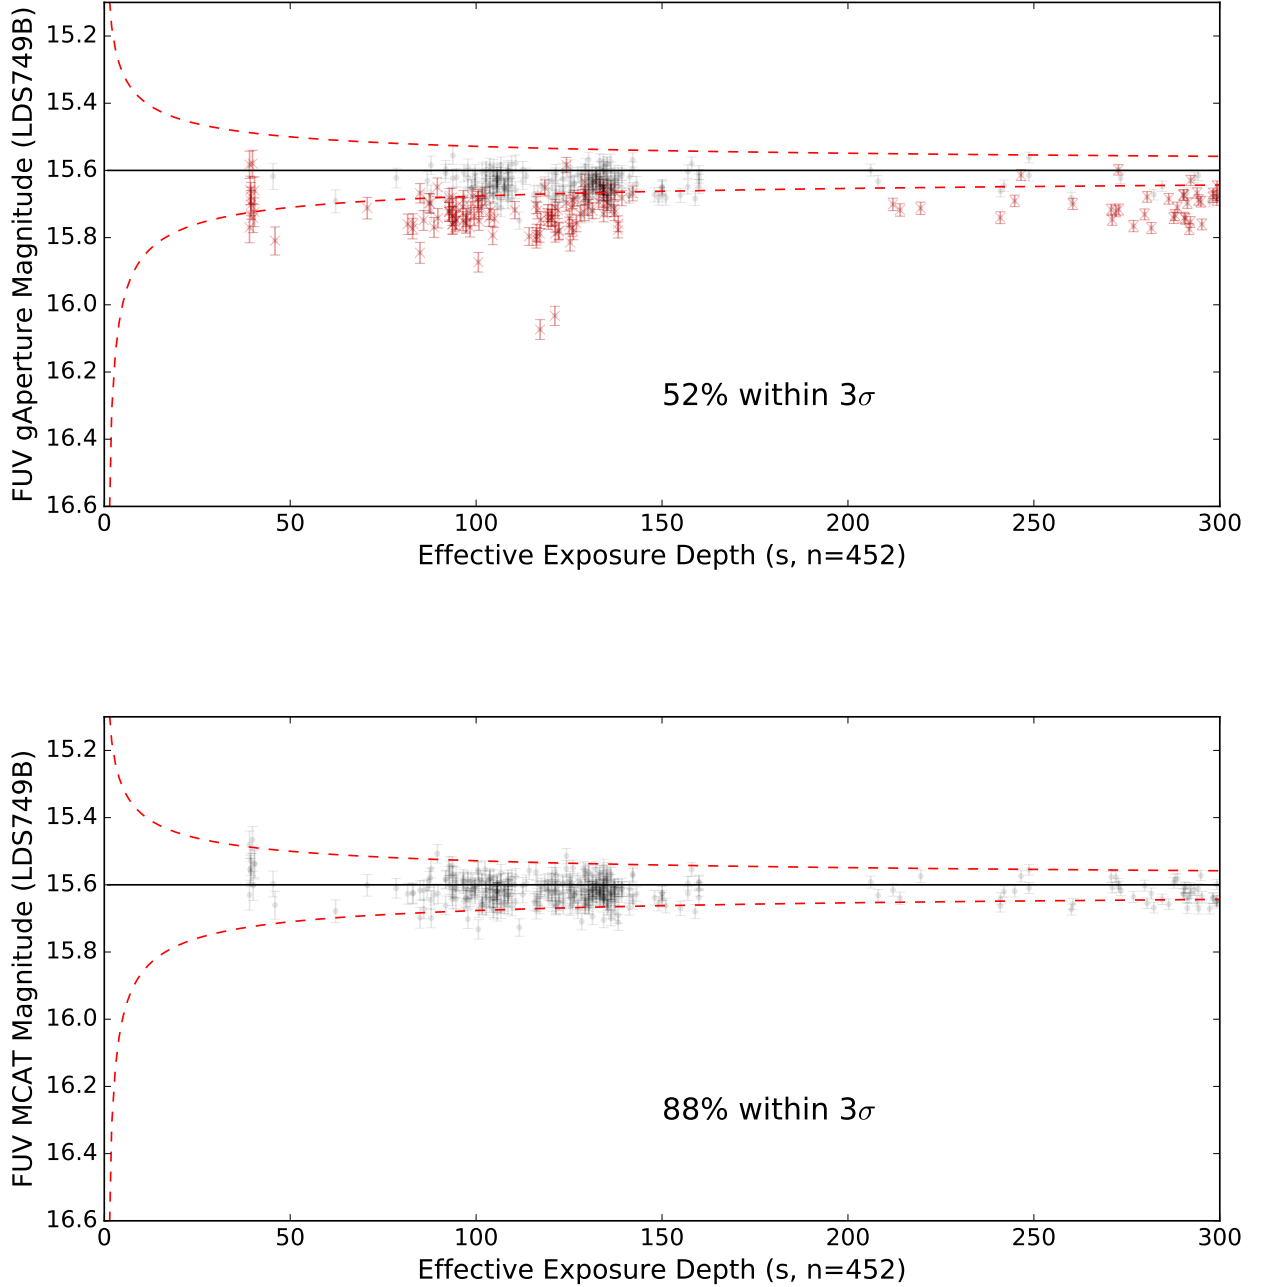 FUV gAperture Magnitude (LDS749B)
15.2
15.4
15.6
15.8
16.0
16.2
16.4
16.6
52% within 3σ
0 50 100 150 200 250 300
Effective Exposure Depth (s, n=452)
FUV MCAT Magnitude (LDS749B)
15.2
15.4
15.6
15.8
16.0
16.2
16.4
16.6
88% within 3σ
0 50 100 150 200 250 300
Effective Exposure Depth (s, n=452)